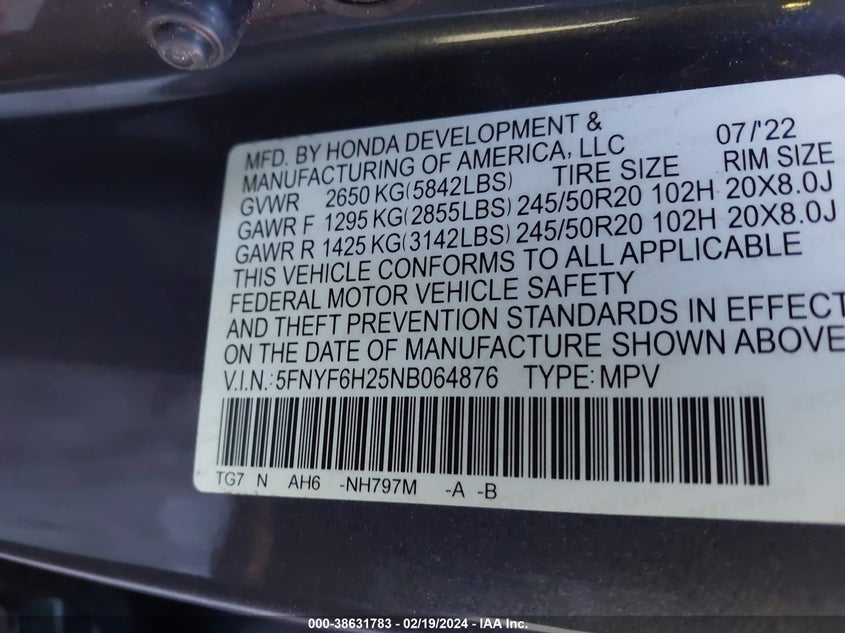 MFD. BY HONDA DEVELOPMENT &
MANUFACTURING OF AMERICA, LLC 07/'22
GVWR 2650 KG(5842LBS) TIRE SIZE RIM SIZE
GAWR F 1295 KG(2855LBS) 245/50R20 102H 20X8.0J
GAWR R 1425 KG(3142LBS) 245/50R20 102H 20X8.0J
THIS VEHICLE CONFORMS TO ALL APPLICABLE
FEDERAL MOTOR VEHICLE SAFETY
AND THEFT PREVENTION STANDARDS IN EFFECT
ON THE DATE OF MANUFACTURE SHOWN ABOVE
V.I.N.: 5FNYF6H25NB064876 TYPE: MPV
TG7 N AH6 -NH797M -A -B
000-38631783 - 02/19/2024 - IAA Inc.